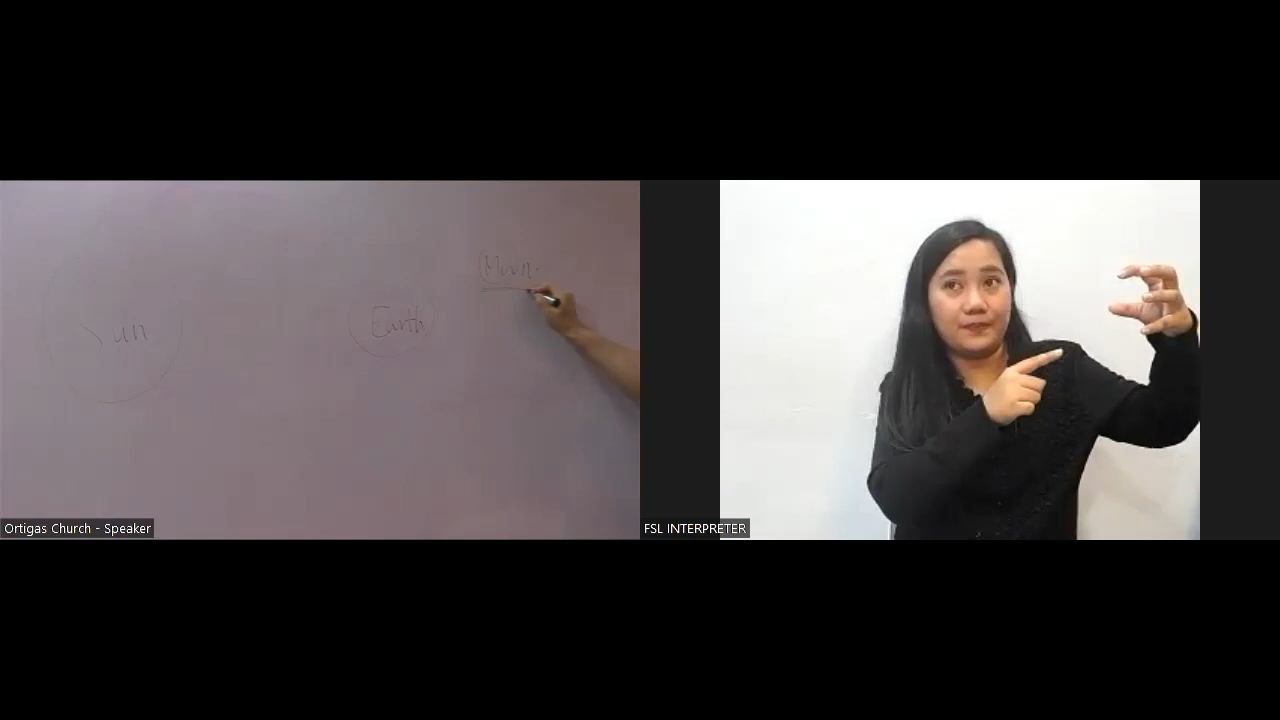 Sun
Earth
Moon
Ortigas Church - Speaker
FSL INTERPRETER